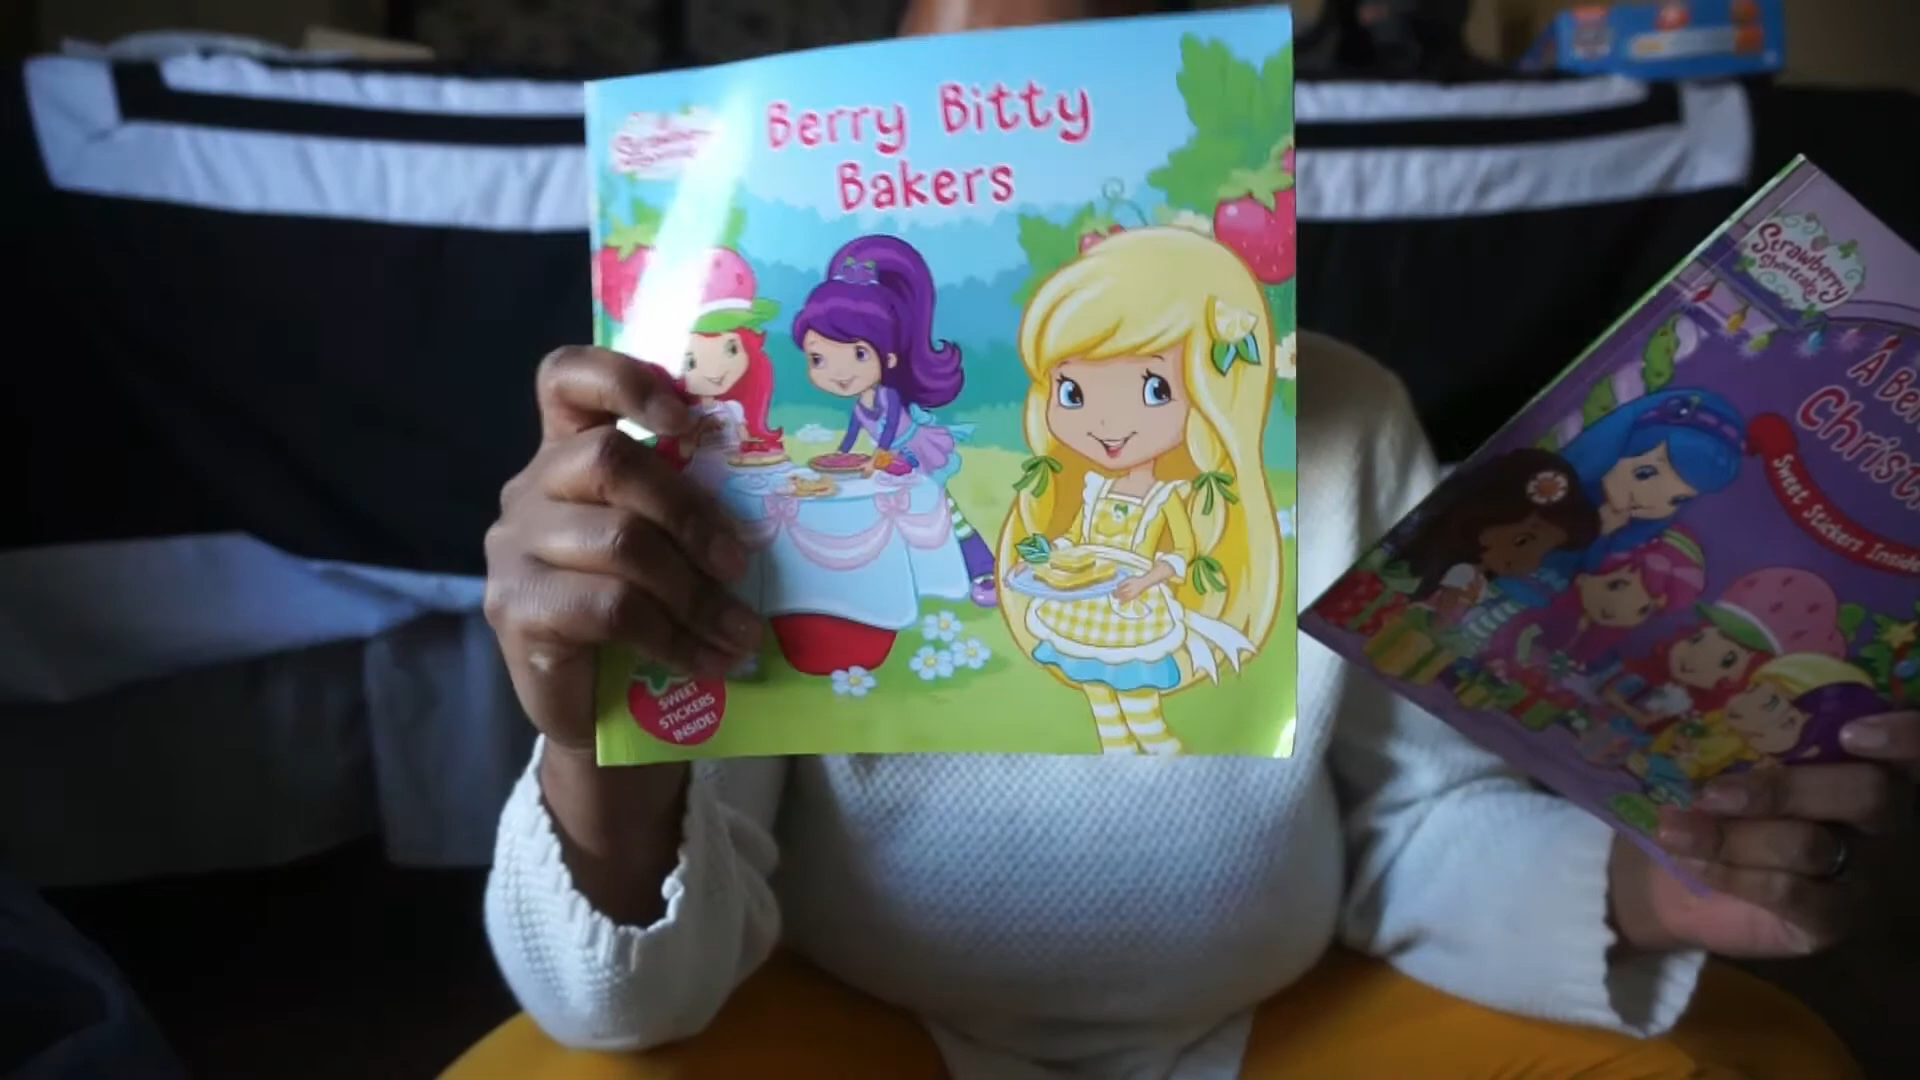 Berry Bitty
Bakers
Strawberry
Shortcake
SWEET
STICKERS
INSIDE!
Strawberry
Shortcake
A
Sweet Stickers Inside